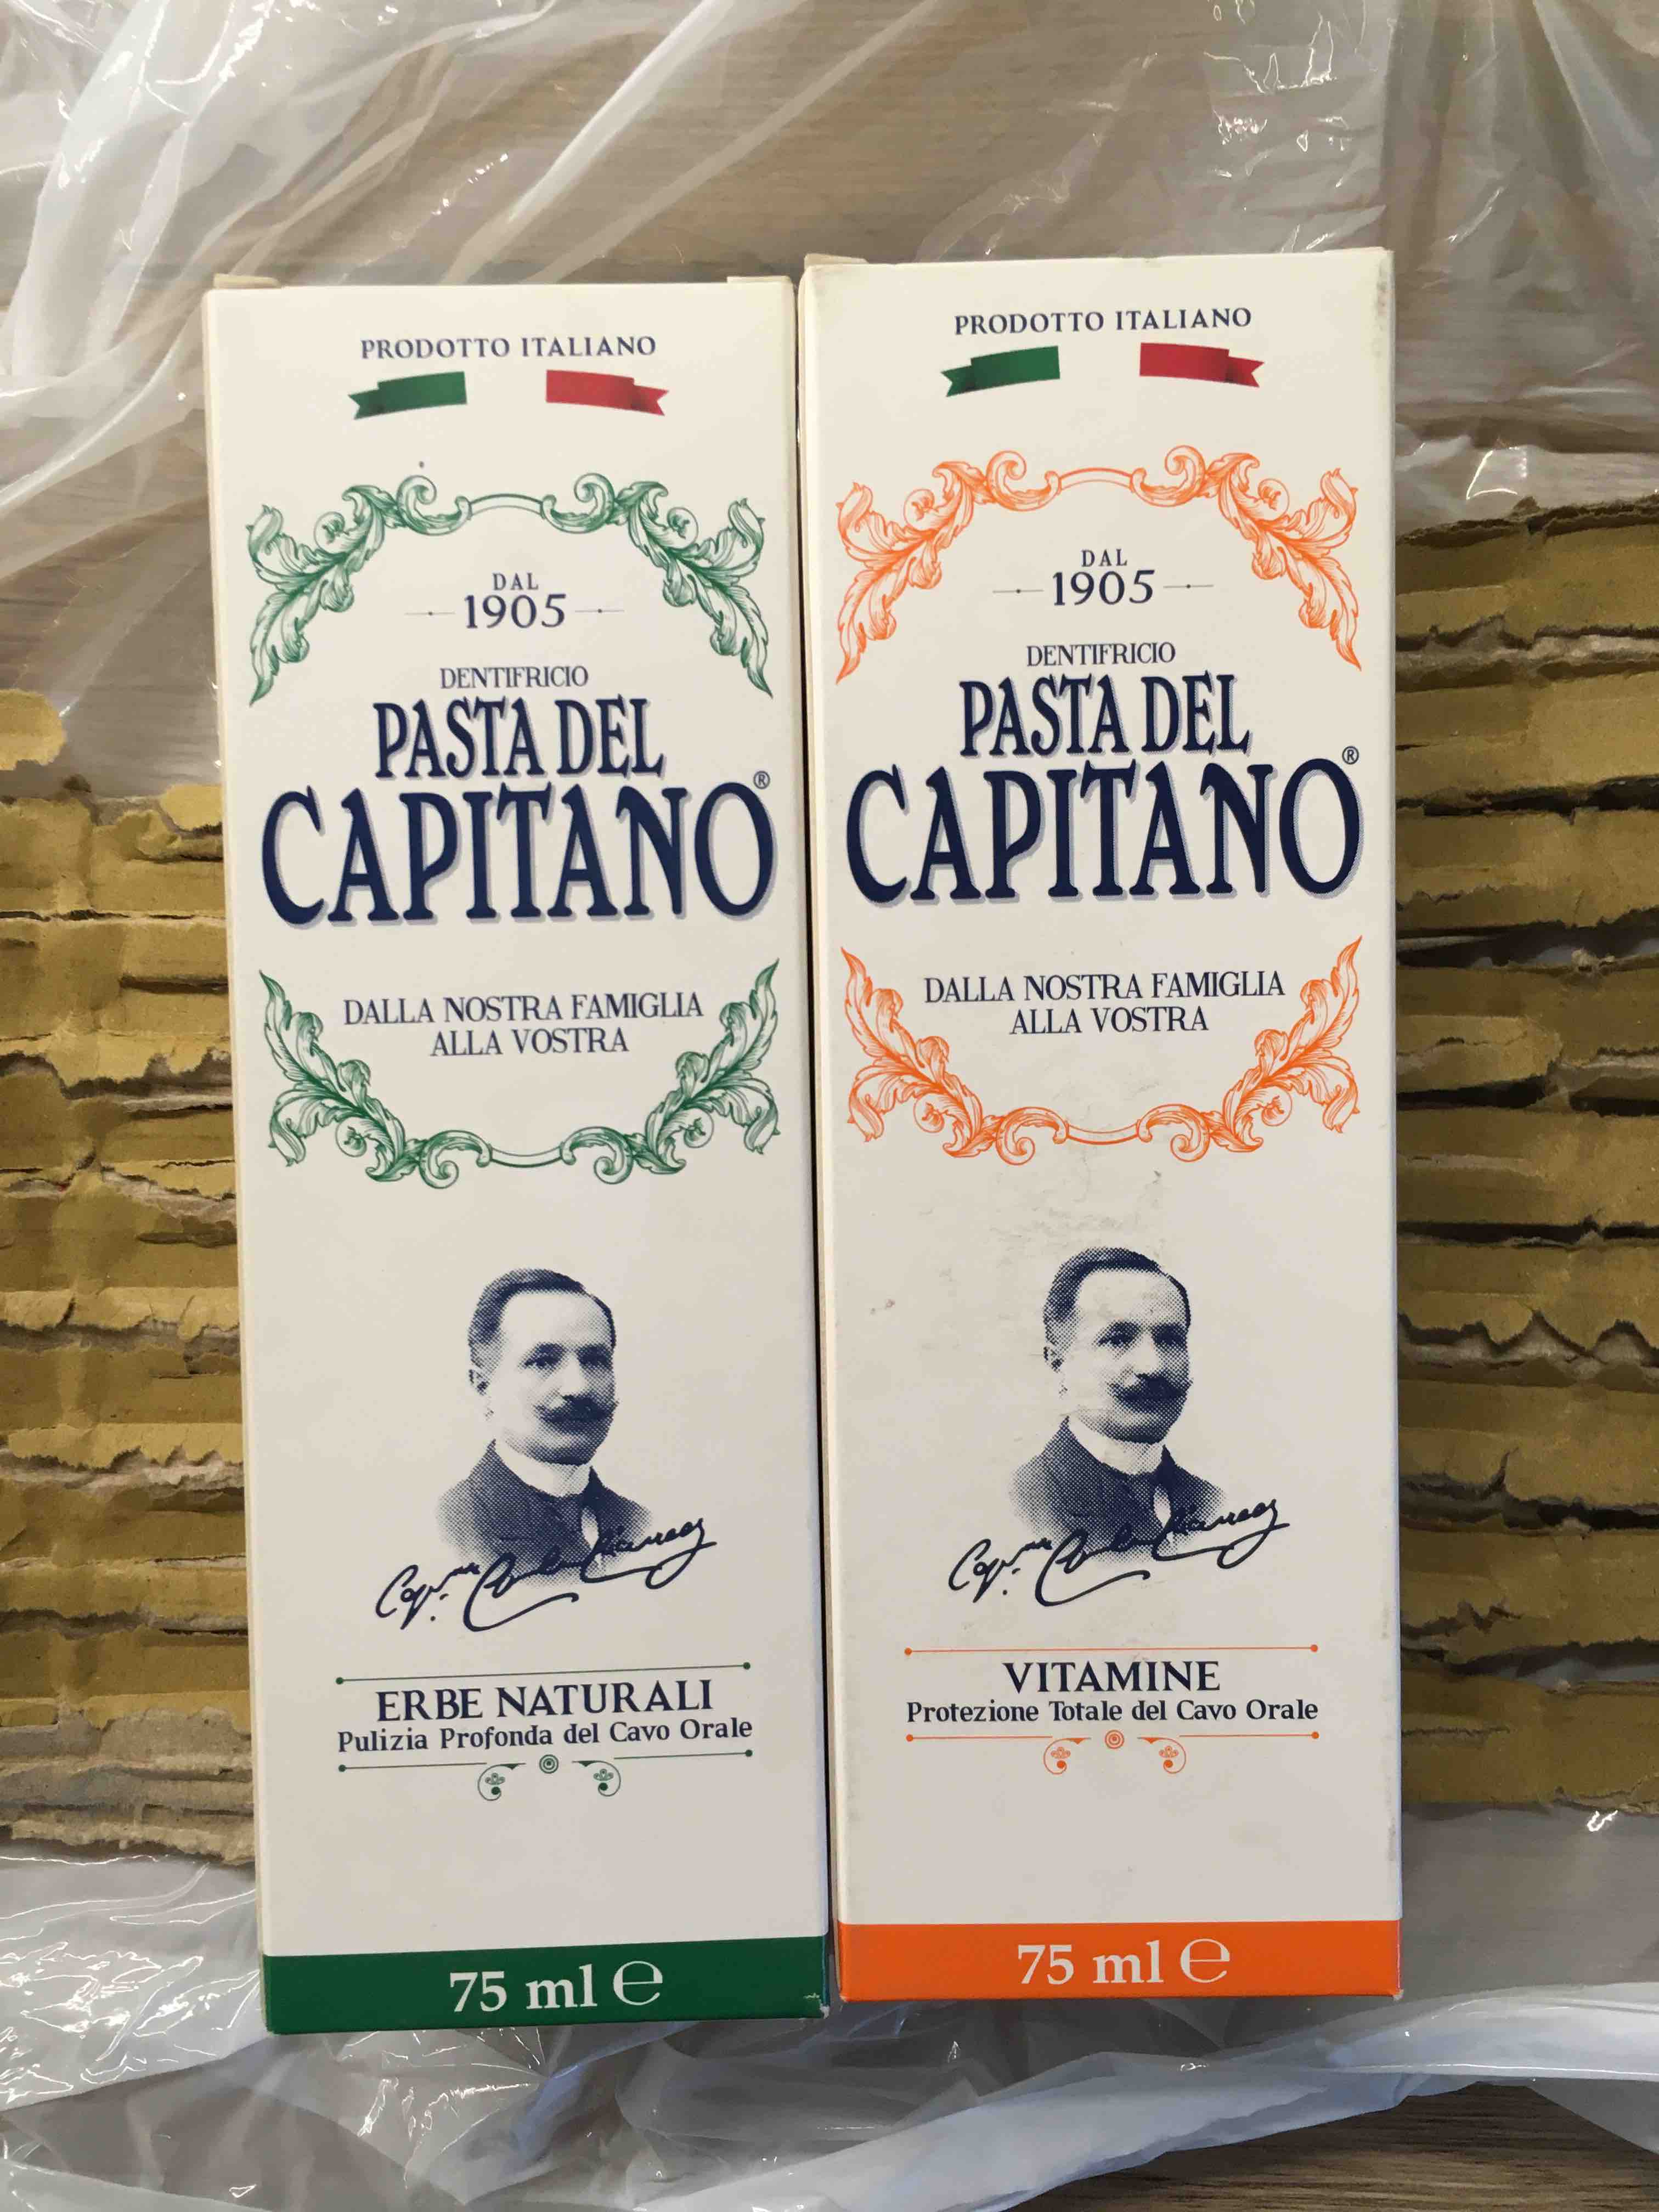 PRODOTTO ITALIANO
DAL
1905
DENTIFRICIO
PASTA DEL
CAPITANO®
DALLA NOSTRA FAMIGLIA
ALLA VOSTRA
ERBE NATURALI
Pulizia Profonda del Cavo Orale
75 ml ℮
PRODOTTO ITALIANO
DAL
1905
DENTIFRICIO
PASTA DEL
CAPITANO®
DALLA NOSTRA FAMIGLIA
ALLA VOSTRA
VITAMINE
Protezione Totale del Cavo Orale
75 ml ℮